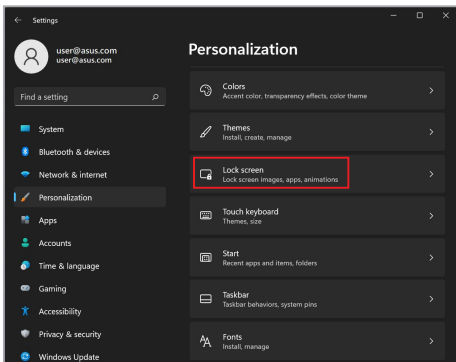 Settings
user@asus.com
user@asus.com
Find a setting
System
Bluetooth & devices
Network & internet
Personalization
Apps
Accounts
Time & language
Gaming
Accessibility
Privacy & security
Windows Update
Personalization
Colors
Accent color, transparency effects, color theme
Themes
Install, create, manage
Lock screen
Lock screen images, apps, animations
Touch keyboard
Themes, size
Start
Recent apps and items, folders
Taskbar
Taskbar behaviors, system pins
Fonts
Install, manage